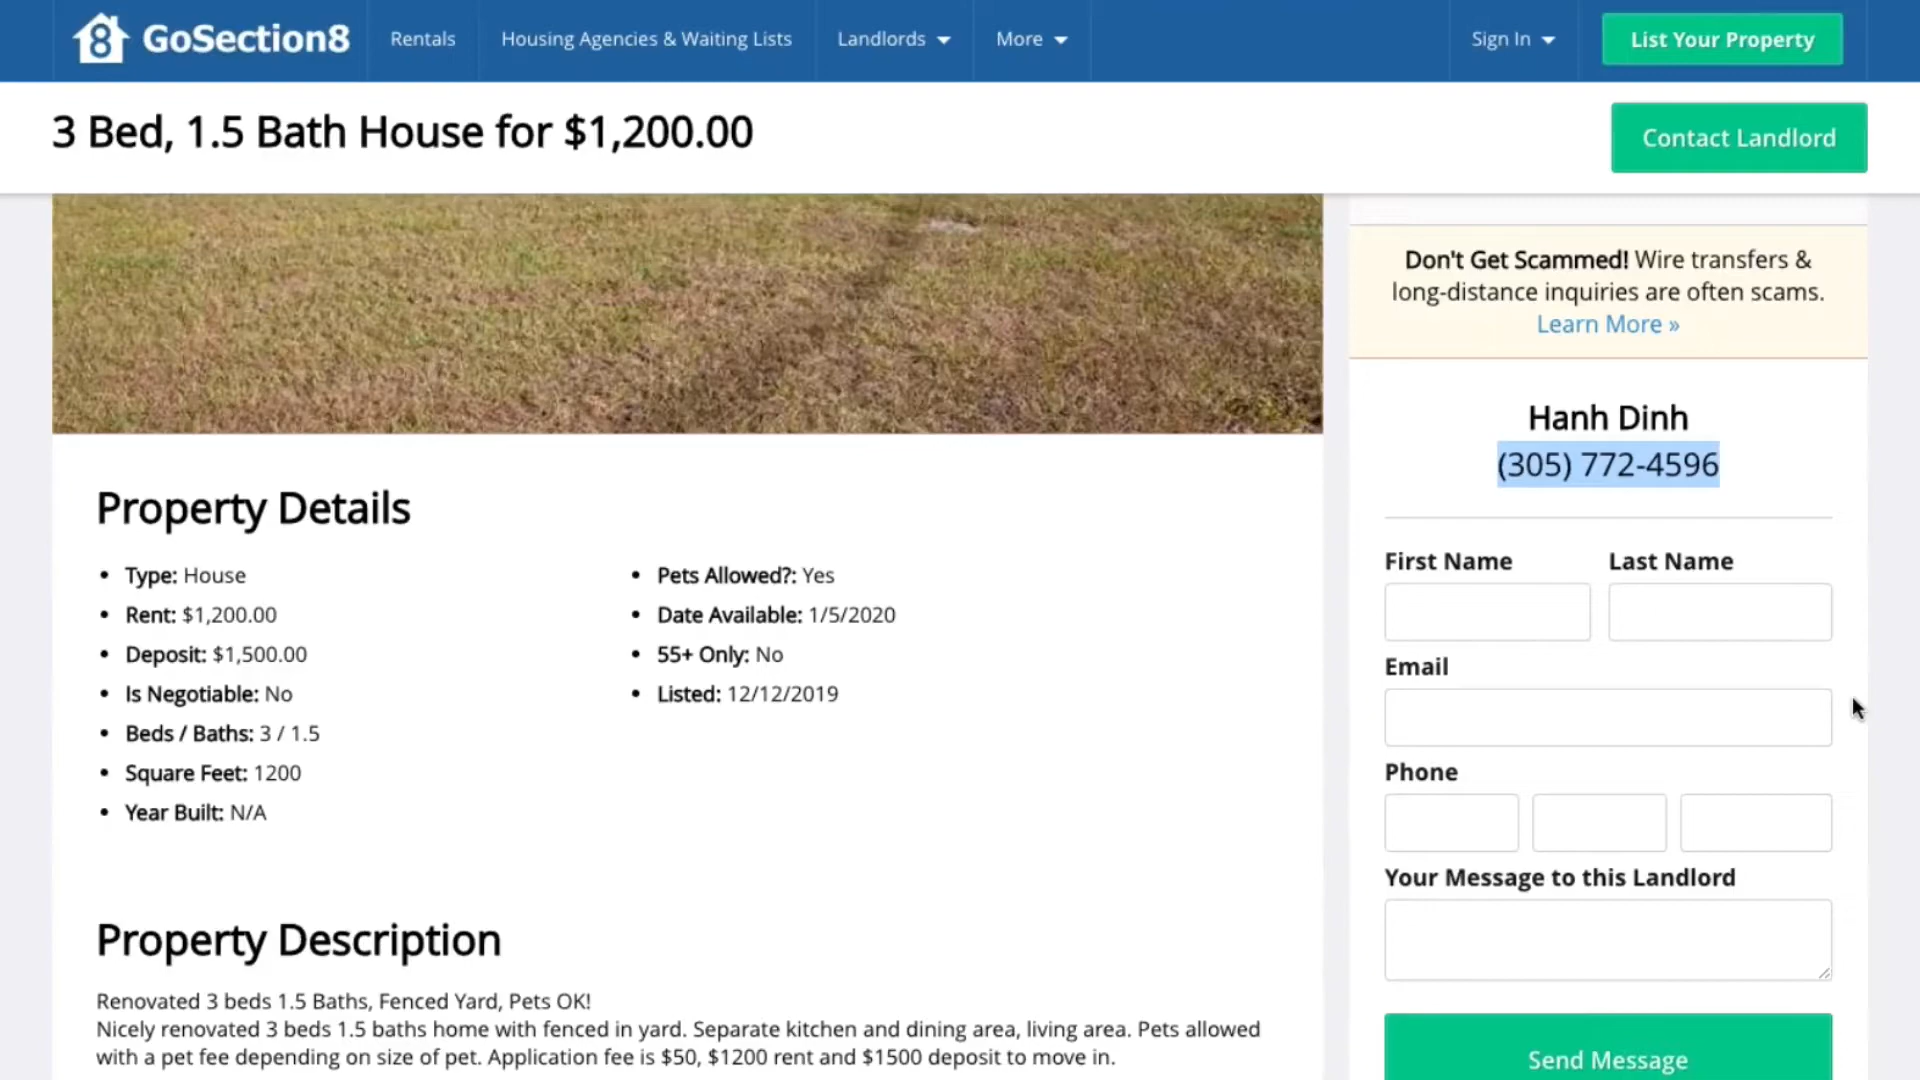 8 GoSection8
Rentals
Housing Agencies & Waiting Lists
Landlords
More
Sign In
List Your Property
3 Bed, 1.5 Bath House for $1,200.00
Contact Landlord
Don't Get Scammed! Wire transfers &
long-distance inquiries are often scams.
Learn More »
Hanh Dinh
(305) 772-4596
First Name
Last Name
Email
Phone
Your Message to this Landlord
Send Message
Property Details
• Type: House
• Rent: $1,200.00
• Deposit: $1,500.00
• Is Negotiable: No
• Beds / Baths: 3 / 1.5
• Square Feet: 1200
• Year Built: N/A
• Pets Allowed?: Yes
• Date Available: 1/5/2020
• 55+ Only: No
• Listed: 12/12/2019
Property Description
Renovated 3 beds 1.5 Baths, Fenced Yard, Pets OK!
Nicely renovated 3 beds 1.5 baths home with fenced in yard. Separate kitchen and dining area, living area. Pets allowed
with a pet fee depending on size of pet. Application fee is $50, $1200 rent and $1500 deposit to move in.